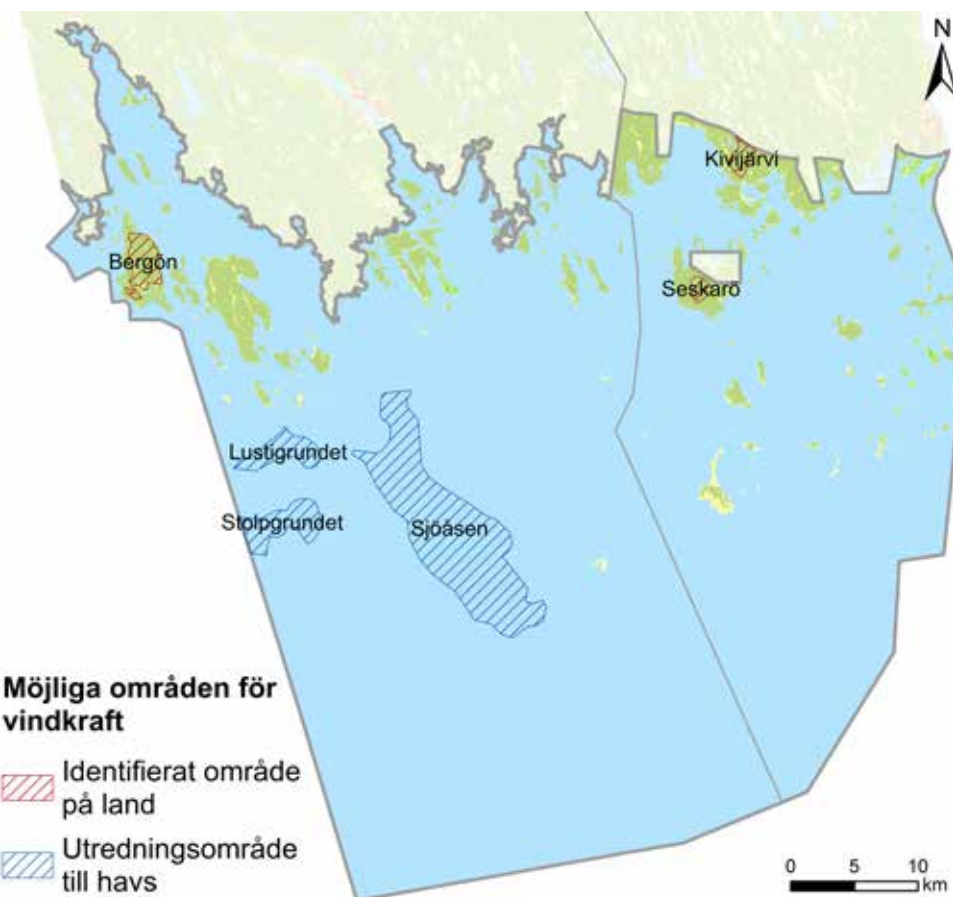 N
Kivijärvi
Bergön
Seskarö
Lustigrundet
Stolpgrundet
Sjöåsen
Möjliga områden för
vindkraft
Identifierat område
på land
Utredningsområde
till havs
0 5 10
km